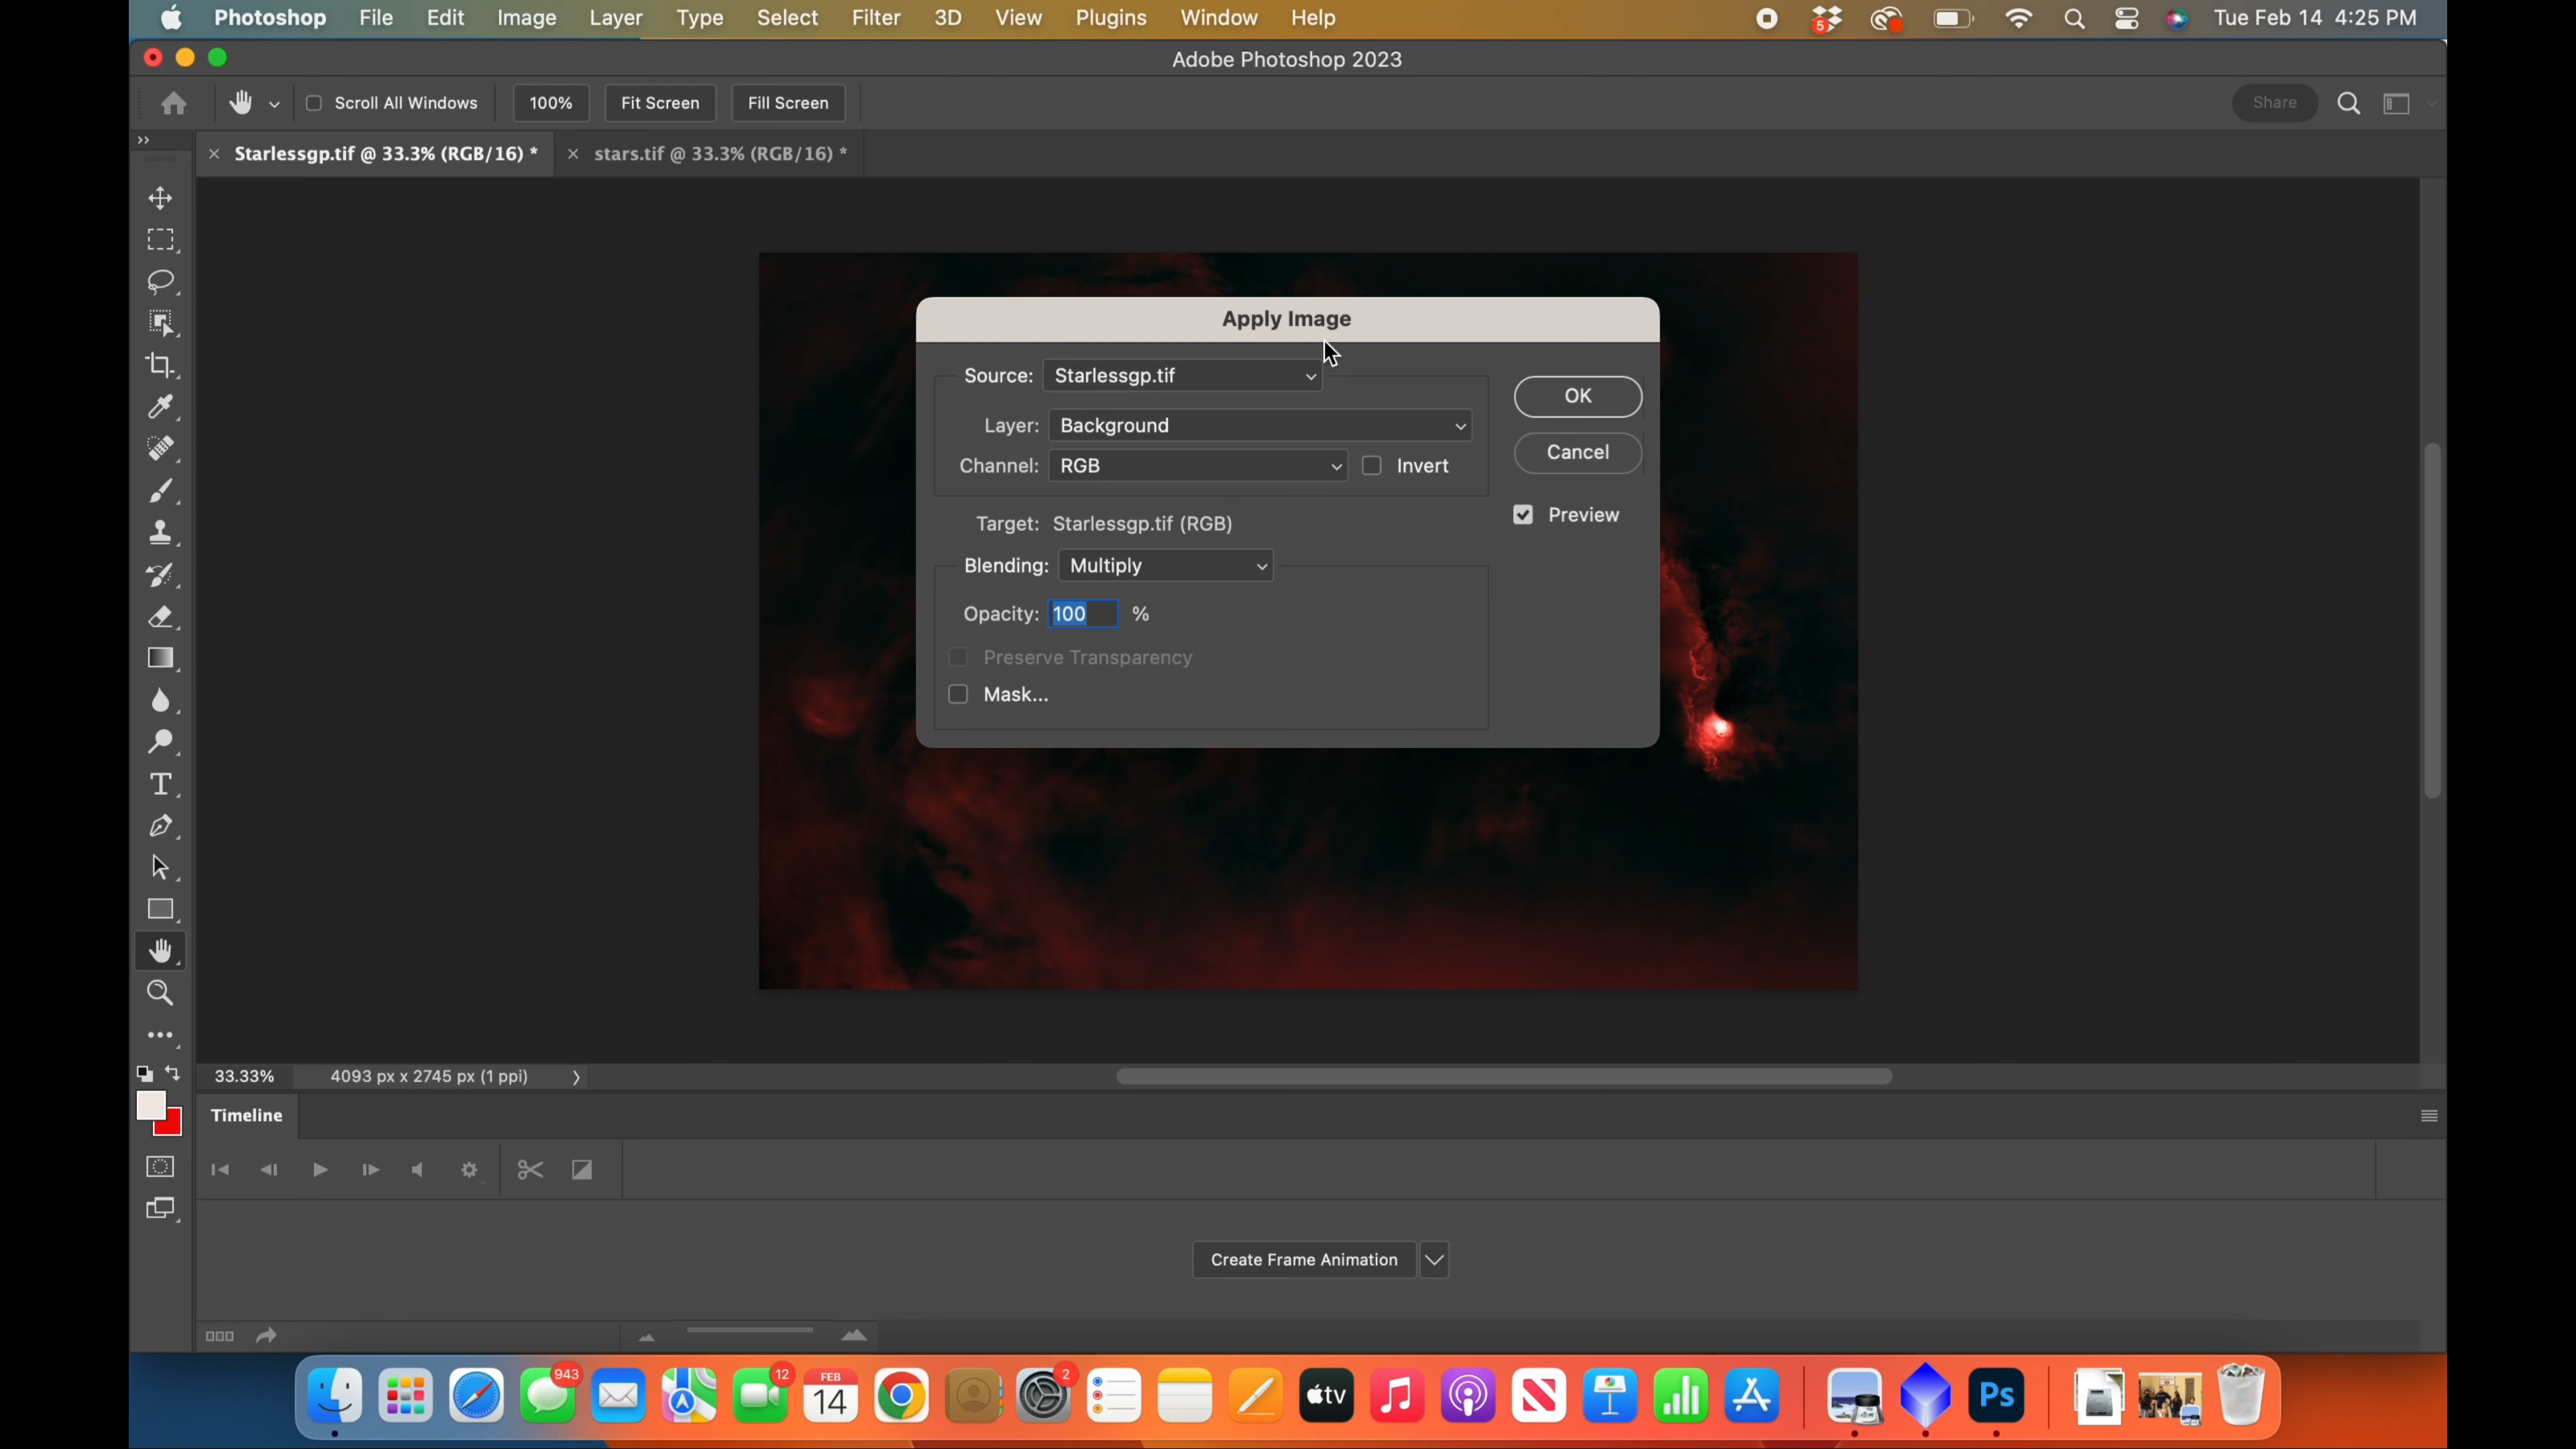 Photoshop File Edit Image Layer Type Select Filter 3D View Plugins Window Help 5 Tue Feb 14 4:25 PM
Adobe Photoshop 2023
Scroll All Windows 100% Fit Screen Fill Screen Share
Starlessgp.tif @ 33.3% (RGB/16) * stars.tif @ 33.3% (RGB/16) *
Apply Image
Source: Starlessgp.tif
OK
Layer: Background
Cancel
Channel: RGB Invert
Preview
Target: Starlessgp.tif (RGB)
Blending: Multiply
Opacity: 100 %
Preserve Transparency
Mask...
T
33.33% 4093 px x 2745 px (1 ppi)
Timeline
Create Frame Animation
943 12 FEB 14 2 tv Ps